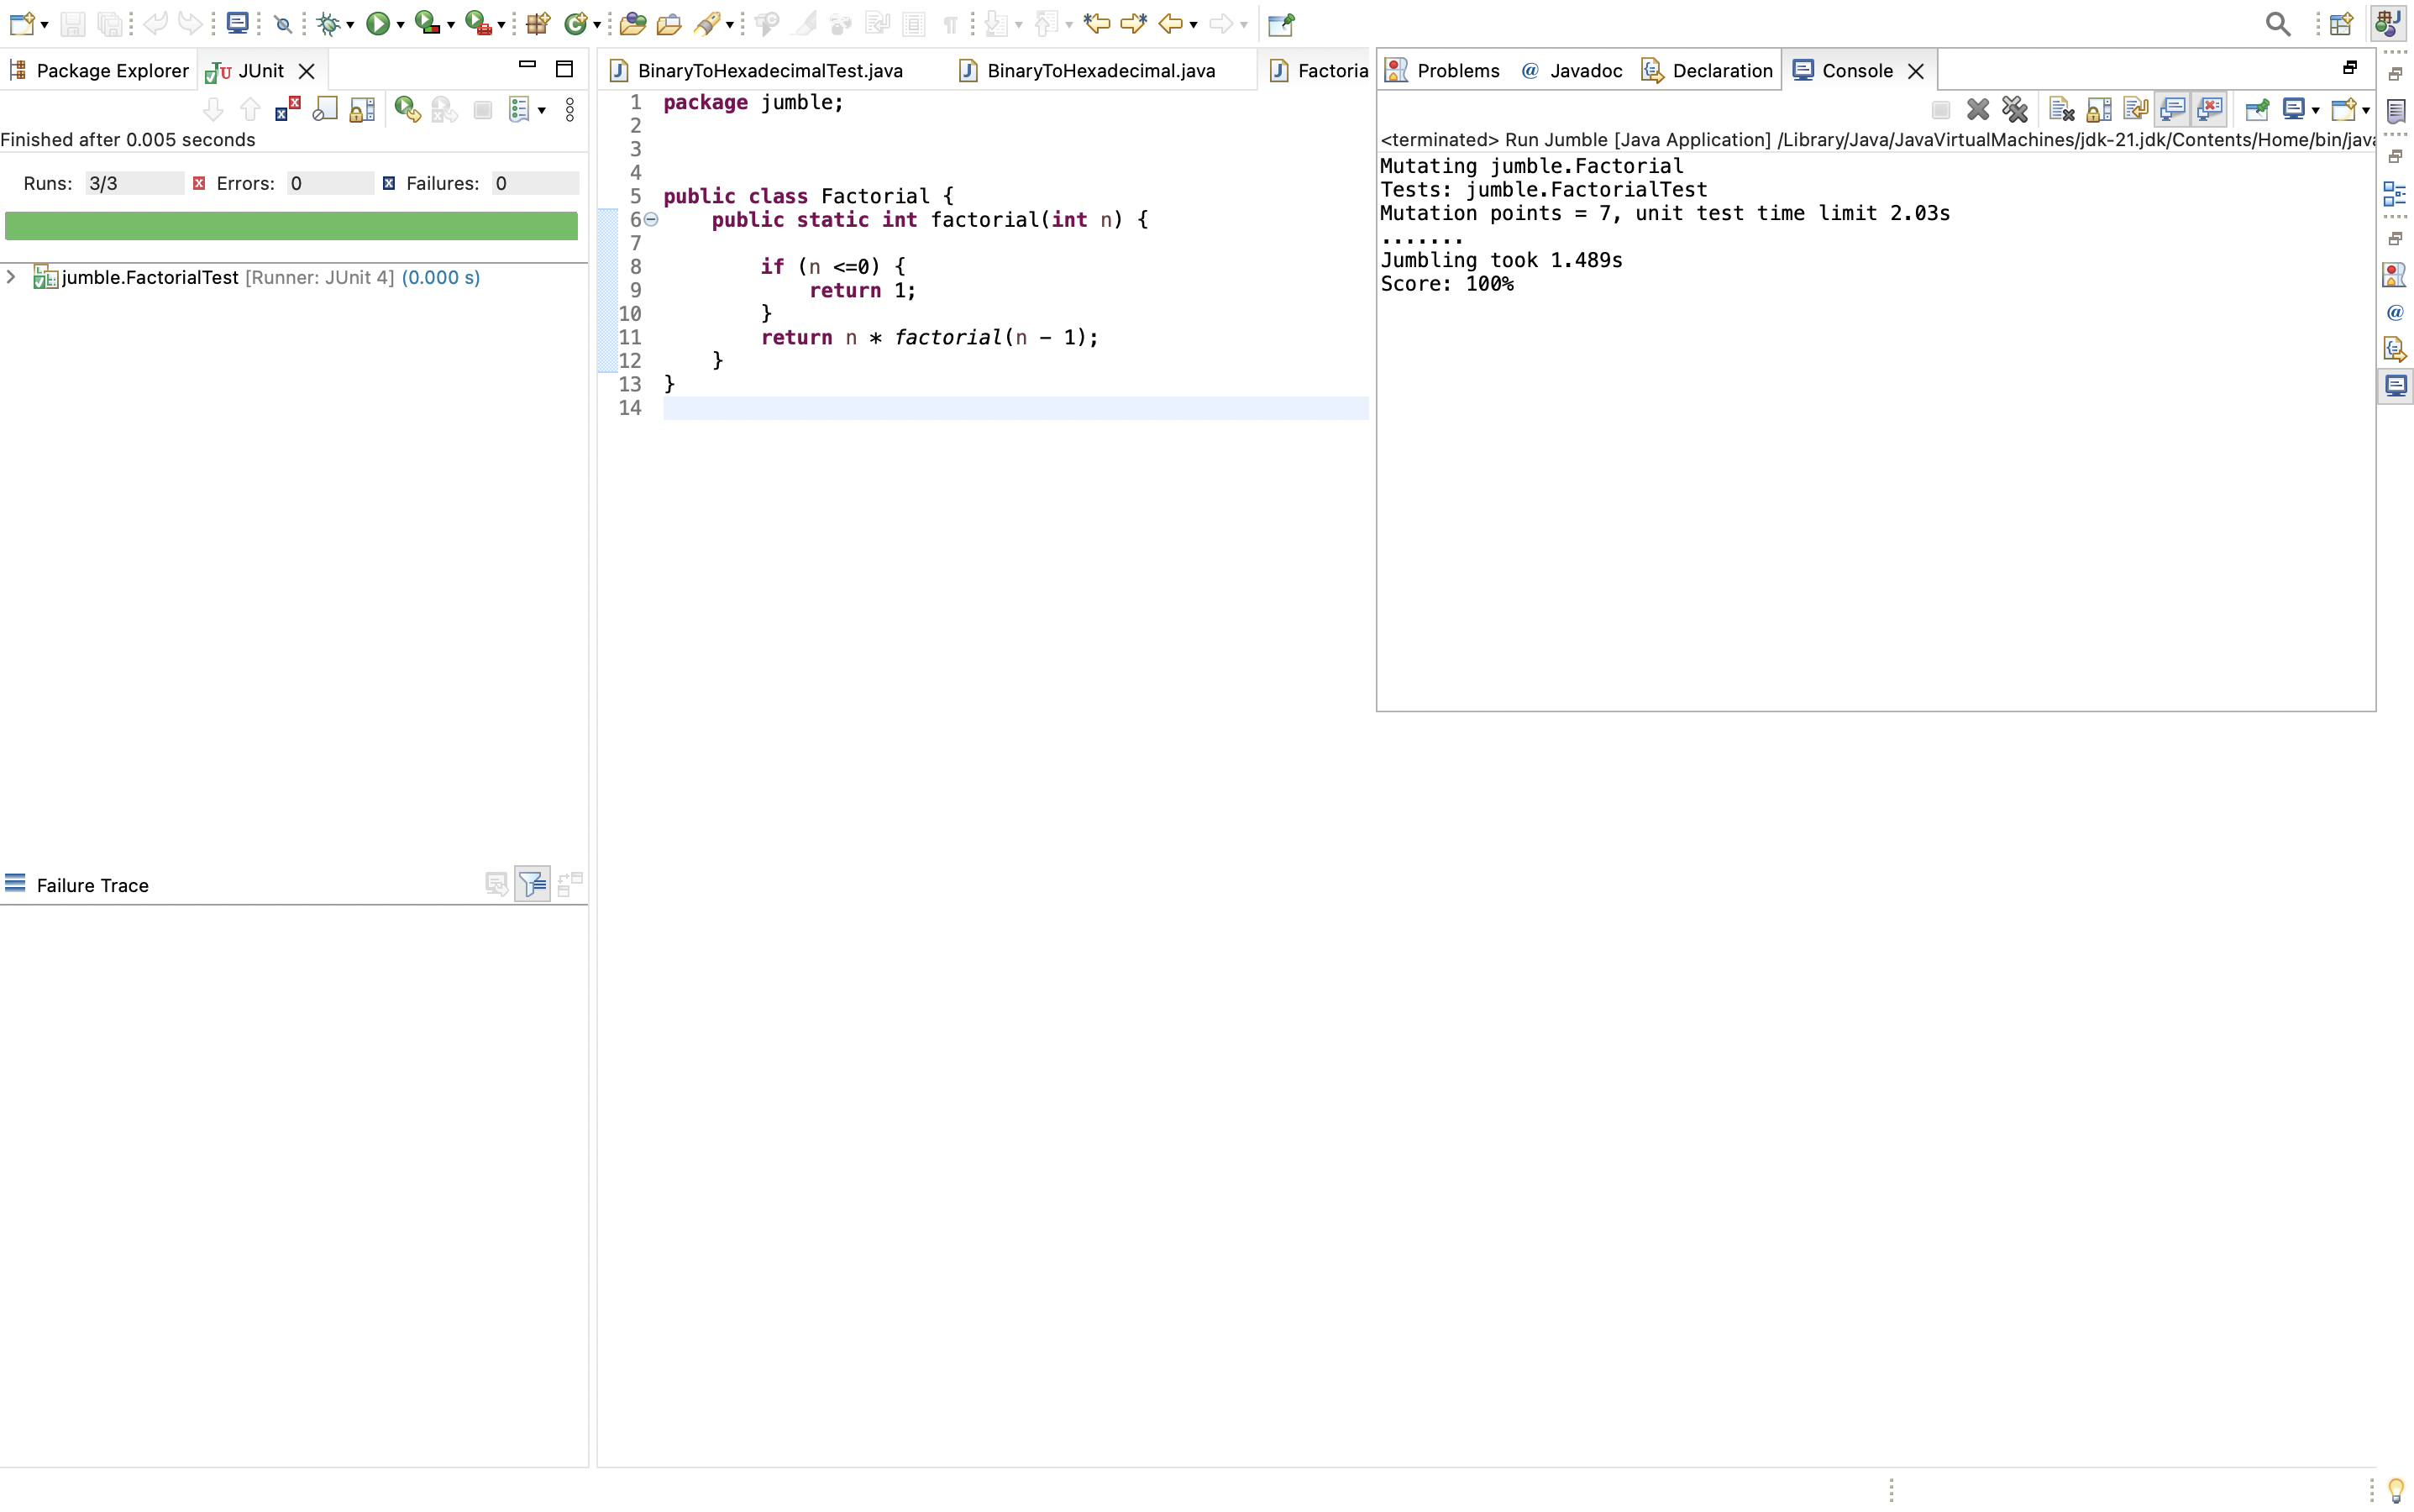 Package Explorer
JUnit
Finished after 0.005 seconds
Runs: 3/3 Errors: 0 Failures: 0
jumble.FactorialTest [Runner: JUnit 4] (0.000 s)
Failure Trace
BinaryToHexadecimalTest.java
BinaryToHexadecimal.java
Factoria
1 package jumble;
2
3
4
5 public class Factorial {
6 public static int factorial(int n) {
7
8 if (n <=0) {
9 return 1;
10 }
11 return n * factorial(n - 1);
12 }
13 }
14
Problems
@ Javadoc
Declaration
Console
<terminated> Run Jumble [Java Application] /Library/Java/JavaVirtualMachines/jdk-21.jdk/Contents/Home/bin/java
Mutating jumble.Factorial
Tests: jumble.FactorialTest
Mutation points = 7, unit test time limit 2.03s
.......
Jumbling took 1.489s
Score: 100%